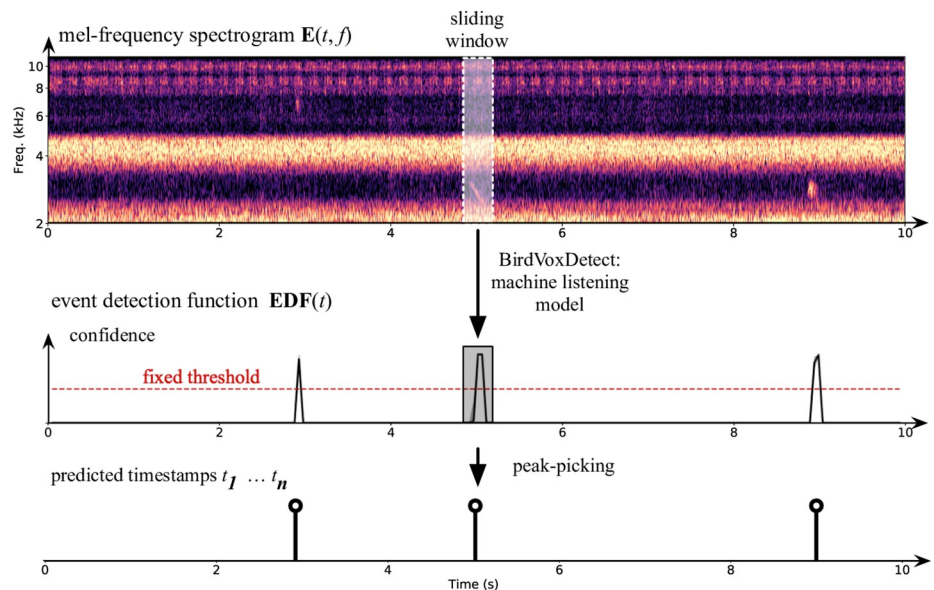 sliding
window
mel-frequency spectrogram E(t, f)
Freq. (kHz)
10
8
6
4
2
0 2 4 6 8 10
BirdVoxDetect:
machine listening
model
event detection function EDF(t)
confidence
fixed threshold
0 2 4 6 8 10
peak-picking
predicted timestamps t1 … tn
0 2 4 6 8 10
Time (s)